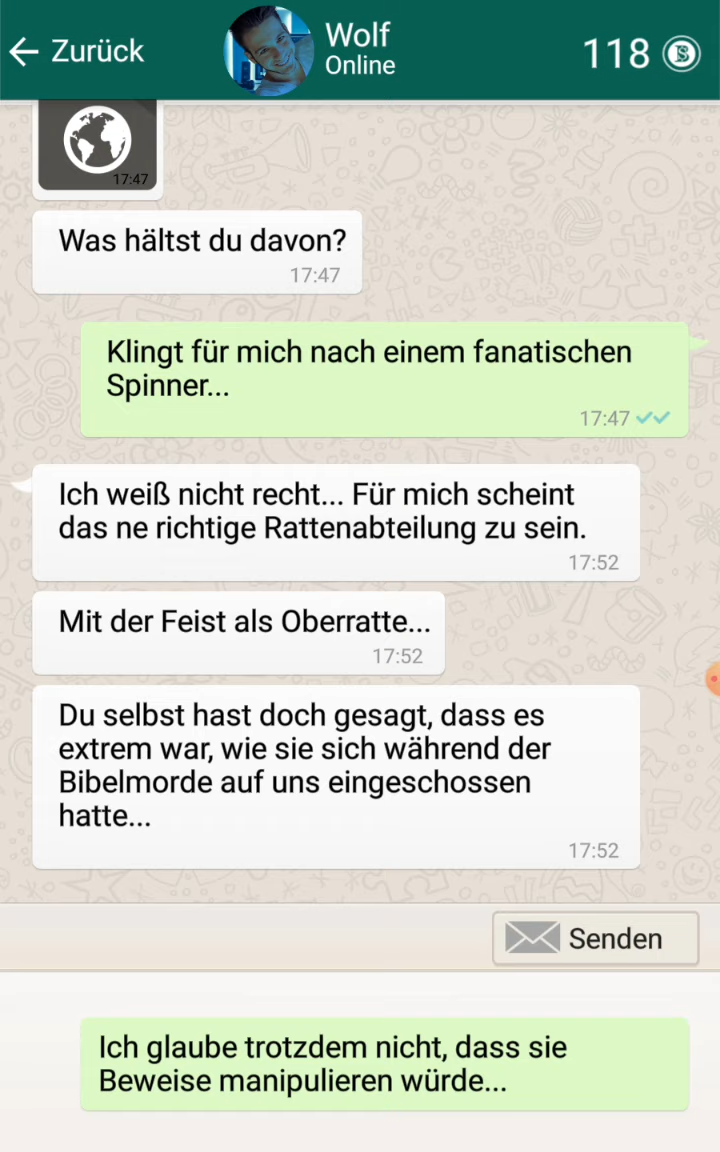 Zurück
Wolf
Online
118
17:47
Was hältst du davon?
17:47
Klingt für mich nach einem fanatischen
Spinner...
17:47
Ich weiß nicht recht... Für mich scheint
das ne richtige Rattenabteilung zu sein.
17:52
Mit der Feist als Oberratte...
17:52
Du selbst hast doch gesagt, dass es
extrem war, wie sie sich während der
Bibelmorde auf uns eingeschossen
hatte...
17:52
Senden
Ich glaube trotzdem nicht, dass sie
Beweise manipulieren würde...